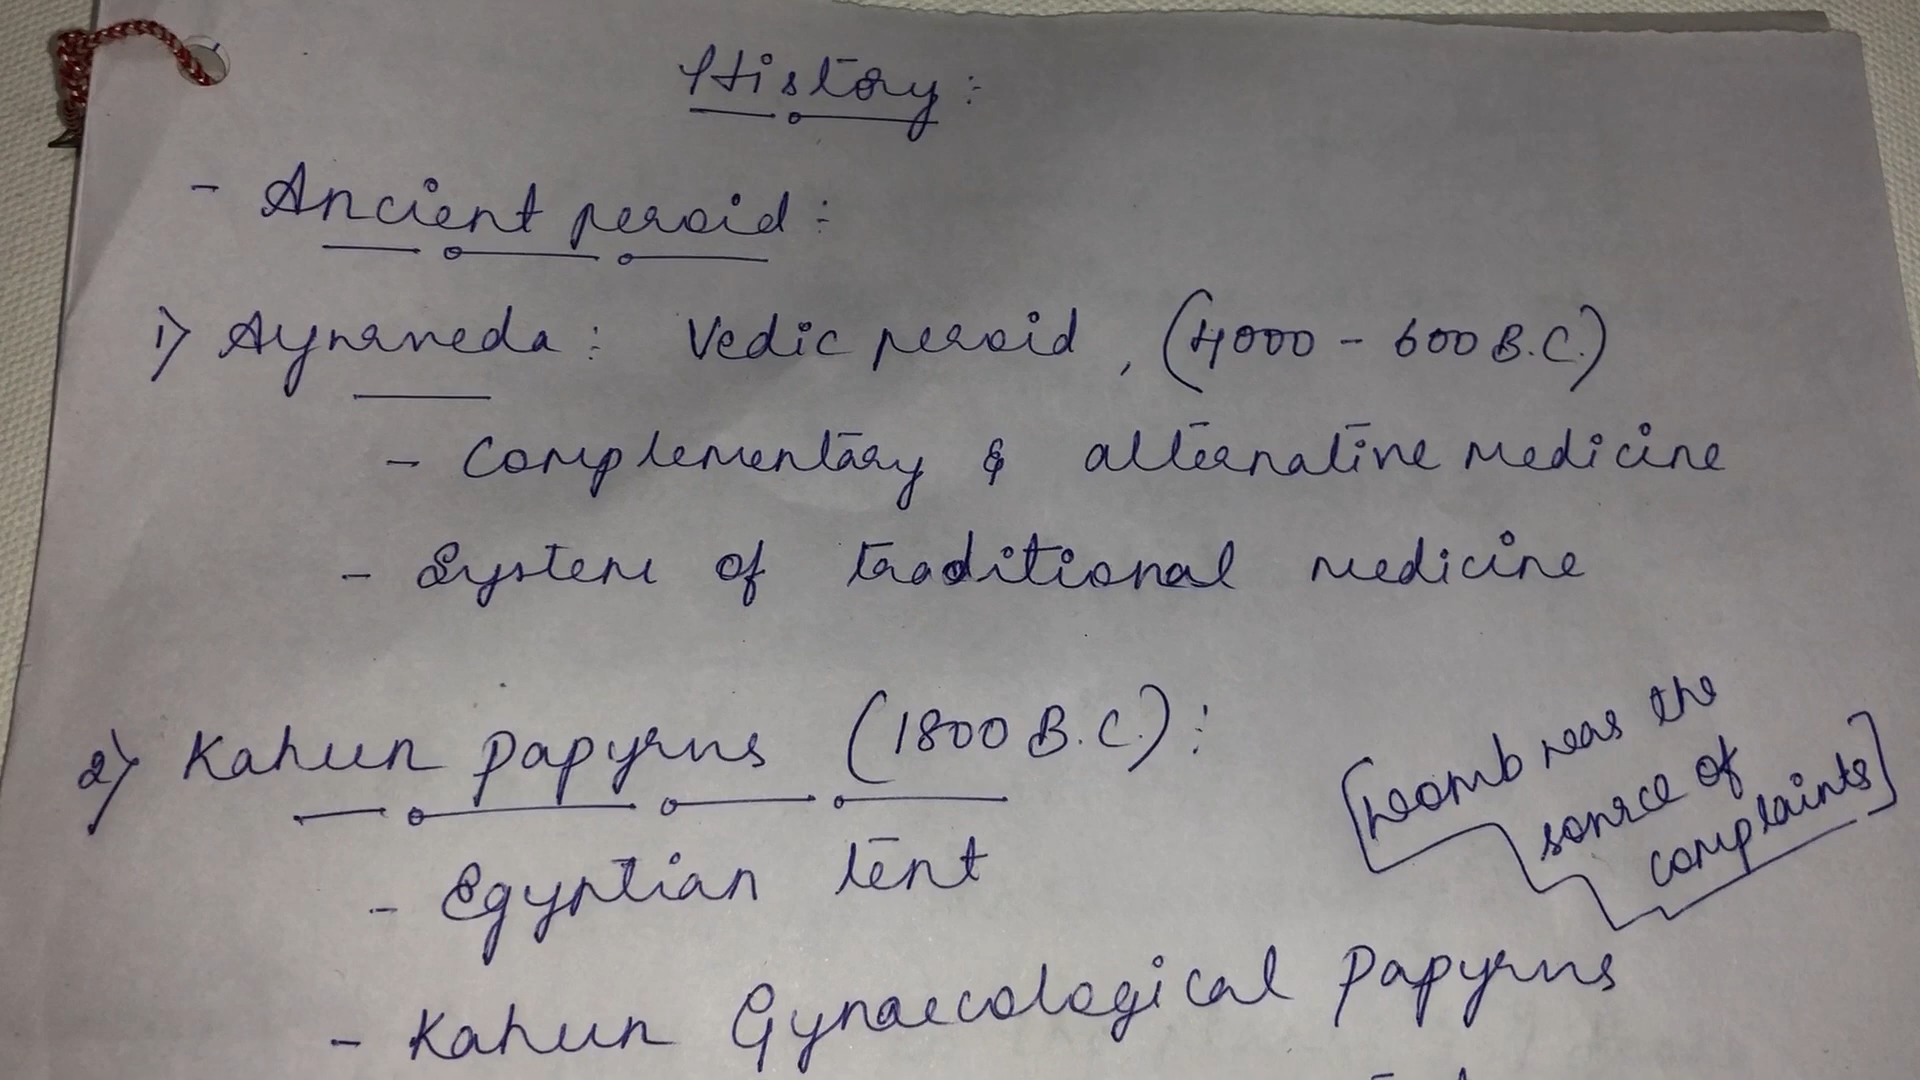 History:
- Ancient peroid:
1) Ayurveda: Vedic peroid, (4000 - 600 B.C.)
- Complementary & alternative medicine
- System of traditional medicine
2) Kahun papyrus (1800 B.C.):
[womb was the
source of
complaints]
- Egyptian text
- Kahun Gynaecological Papyrus